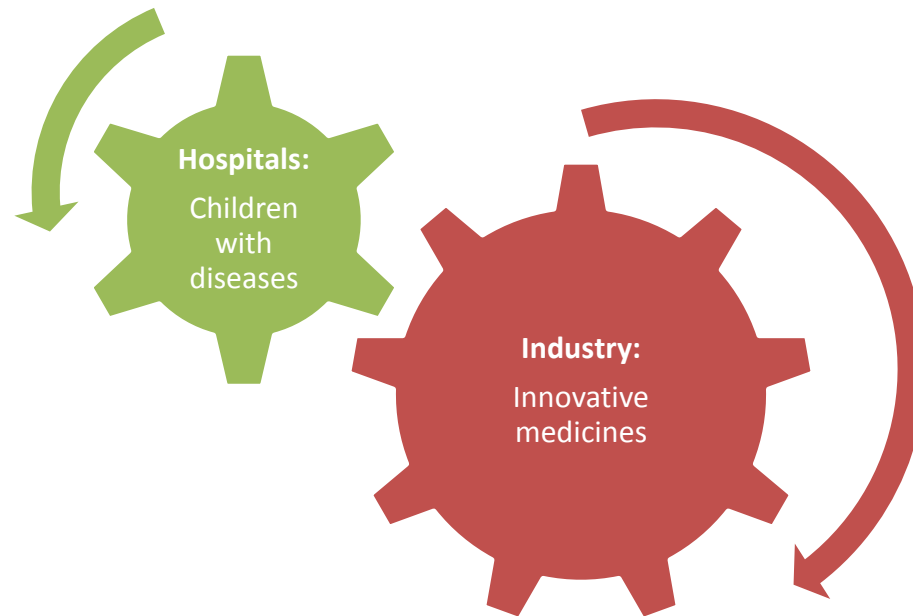 Hospitals:
Children
with
diseases
Industry:
Innovative
medicines